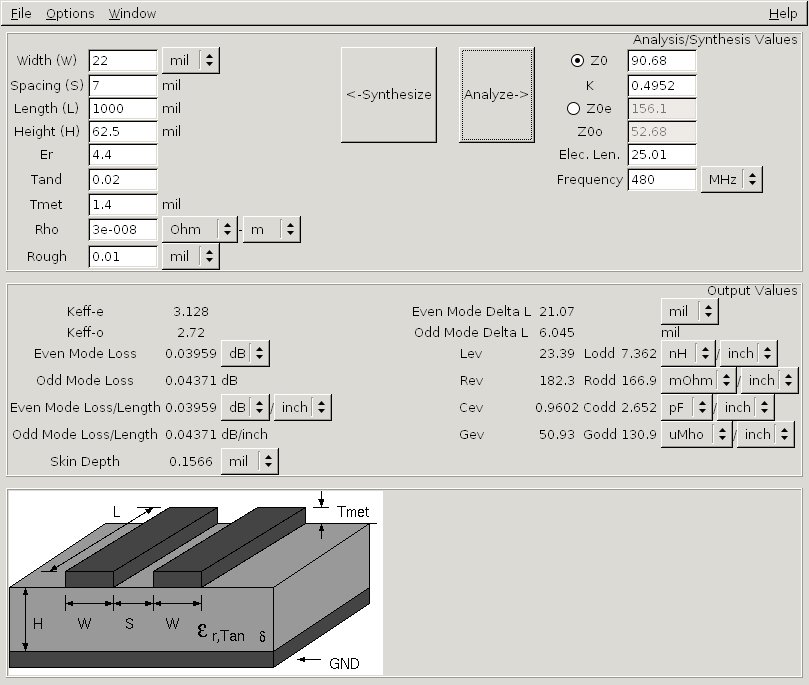 File Options Window Help
Analysis/Synthesis Values
Width (W) 22 mil
Spacing (S) 7 mil
Length (L) 1000 mil
Height (H) 62.5 mil
Er 4.4
Tand 0.02
Tmet 1.4 mil
Rho 3e-008 Ohm - m
Rough 0.01 mil
<-Synthesize Analyze->
Z0 90.68
K 0.4952
Z0e 156.1
Z0o 52.68
Elec. Len. 25.01
Frequency 480 MHz
Output Values
Keff-e 3.128
Keff-o 2.72
Even Mode Loss 0.03959 dB
Odd Mode Loss 0.04371 dB
Even Mode Loss/Length 0.03959 dB / inch
Odd Mode Loss/Length 0.04371 dB/inch
Skin Depth 0.1566 mil
Even Mode Delta L 21.07 mil
Odd Mode Delta L 6.045 mil
Lev 23.39 Lodd 7.362 nH / inch
Rev 182.3 Rodd 166.9 mOhm / inch
Cev 0.9602 Codd 2.652 pF / inch
Gev 50.93 Godd 130.9 uMho / inch
L
Tmet
H W S W
ε r,Tan δ
GND